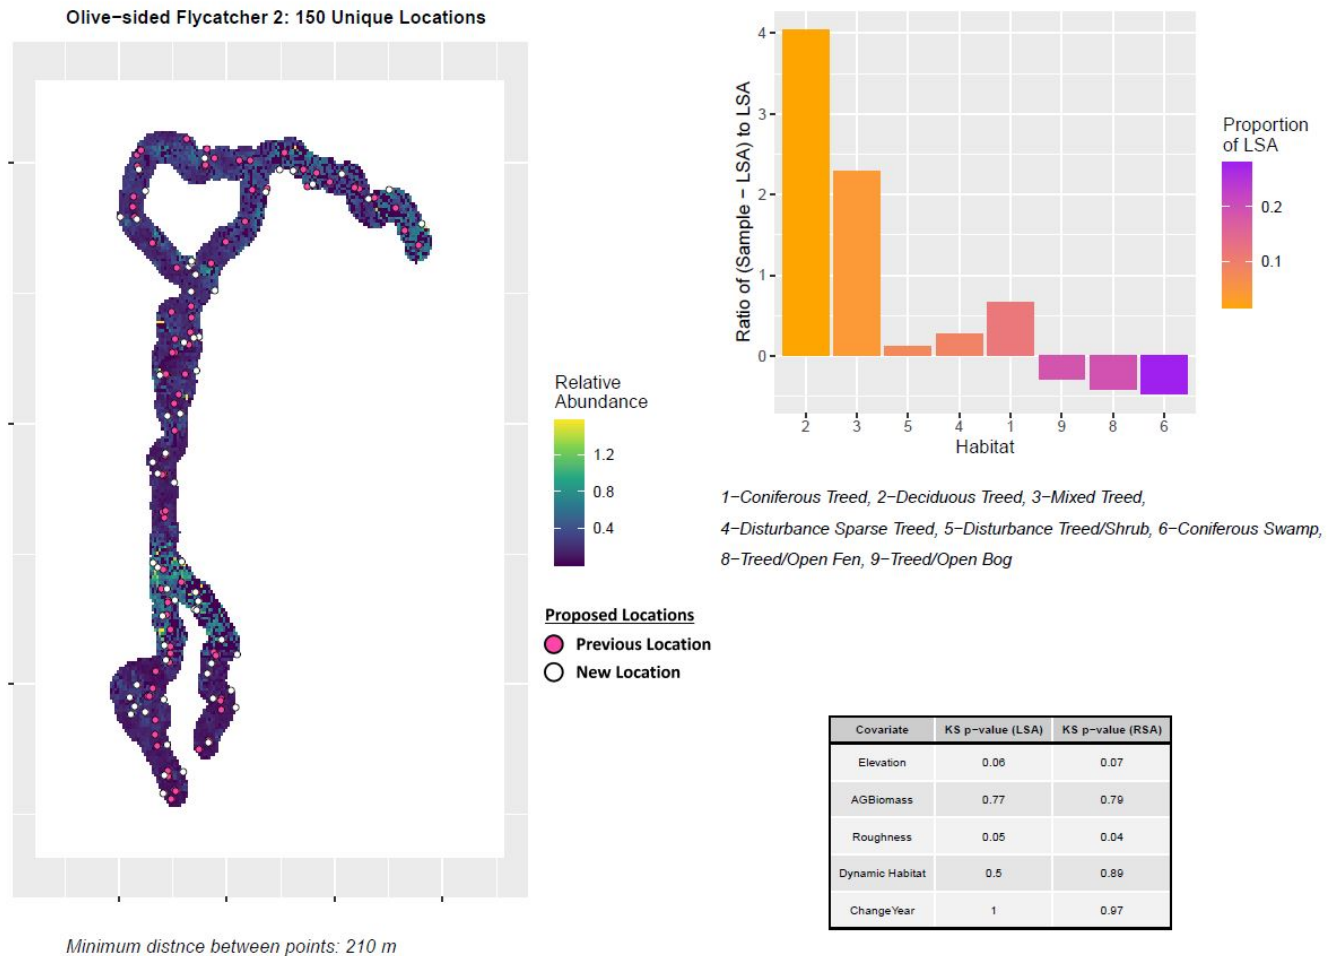 Olive−sided Flycatcher 2: 150 Unique Locations
Relative
Abundance
1.2
0.8
0.4
Proposed Locations
Previous Location
New Location
Minimum distnce between points: 210 m
Ratio of (Sample − LSA) to LSA
4
3
2
1
0
2 3 5 4 1 9 8 6
Habitat
Proportion
of LSA
0.2
0.1
1−Coniferous Treed, 2−Deciduous Treed, 3−Mixed Treed,
4−Disturbance Sparse Treed, 5−Disturbance Treed/Shrub, 6−Coniferous Swamp,
8−Treed/Open Fen, 9−Treed/Open Bog
Covariate KS p−value (LSA) KS p−value (RSA)
Elevation 0.06 0.07
AGBiomass 0.77 0.79
Roughness 0.05 0.04
Dynamic Habitat 0.5 0.89
ChangeYear 1 0.97